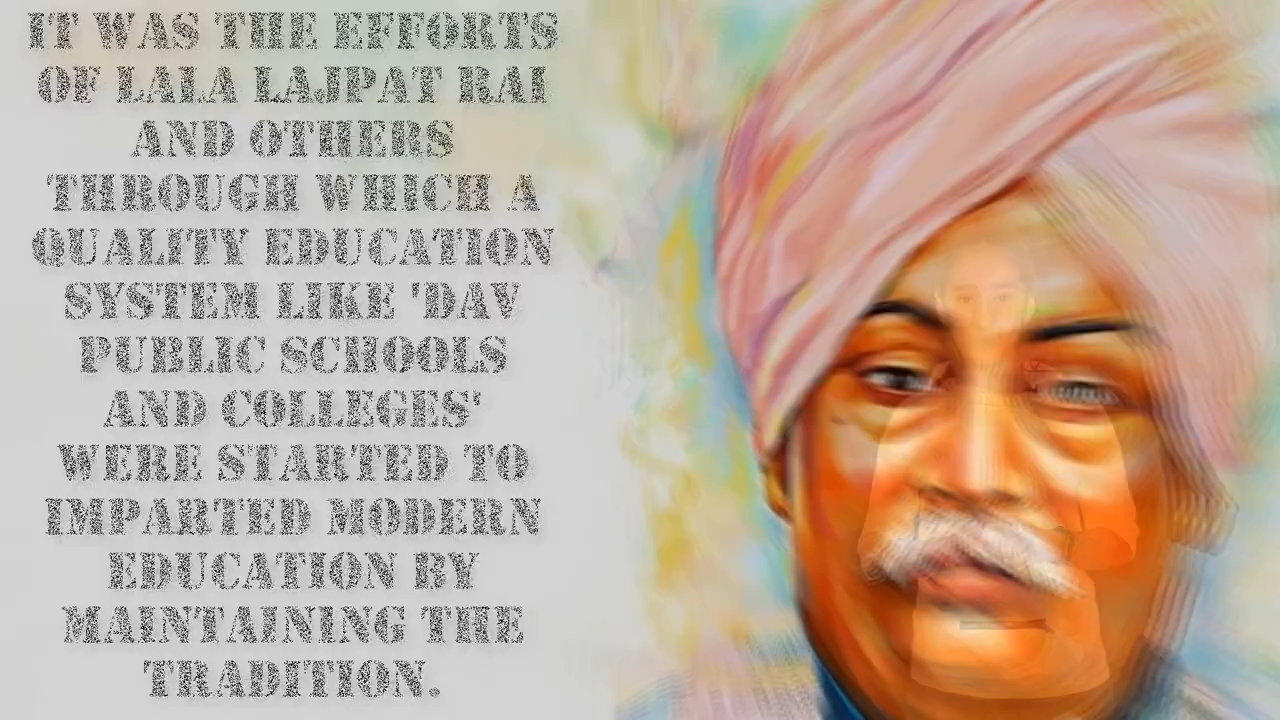 IT WAS THE EFFORTS
OF LALA LAJPAT RAI
AND OTHERS
THROUGH WHICH A
QUALITY EDUCATION
SYSTEM LIKE 'DAV
PUBLIC SCHOOLS
AND COLLEGES'
WERE STARTED TO
IMPARTED MODERN
EDUCATION BY
MAINTAINING THE
TRADITION.